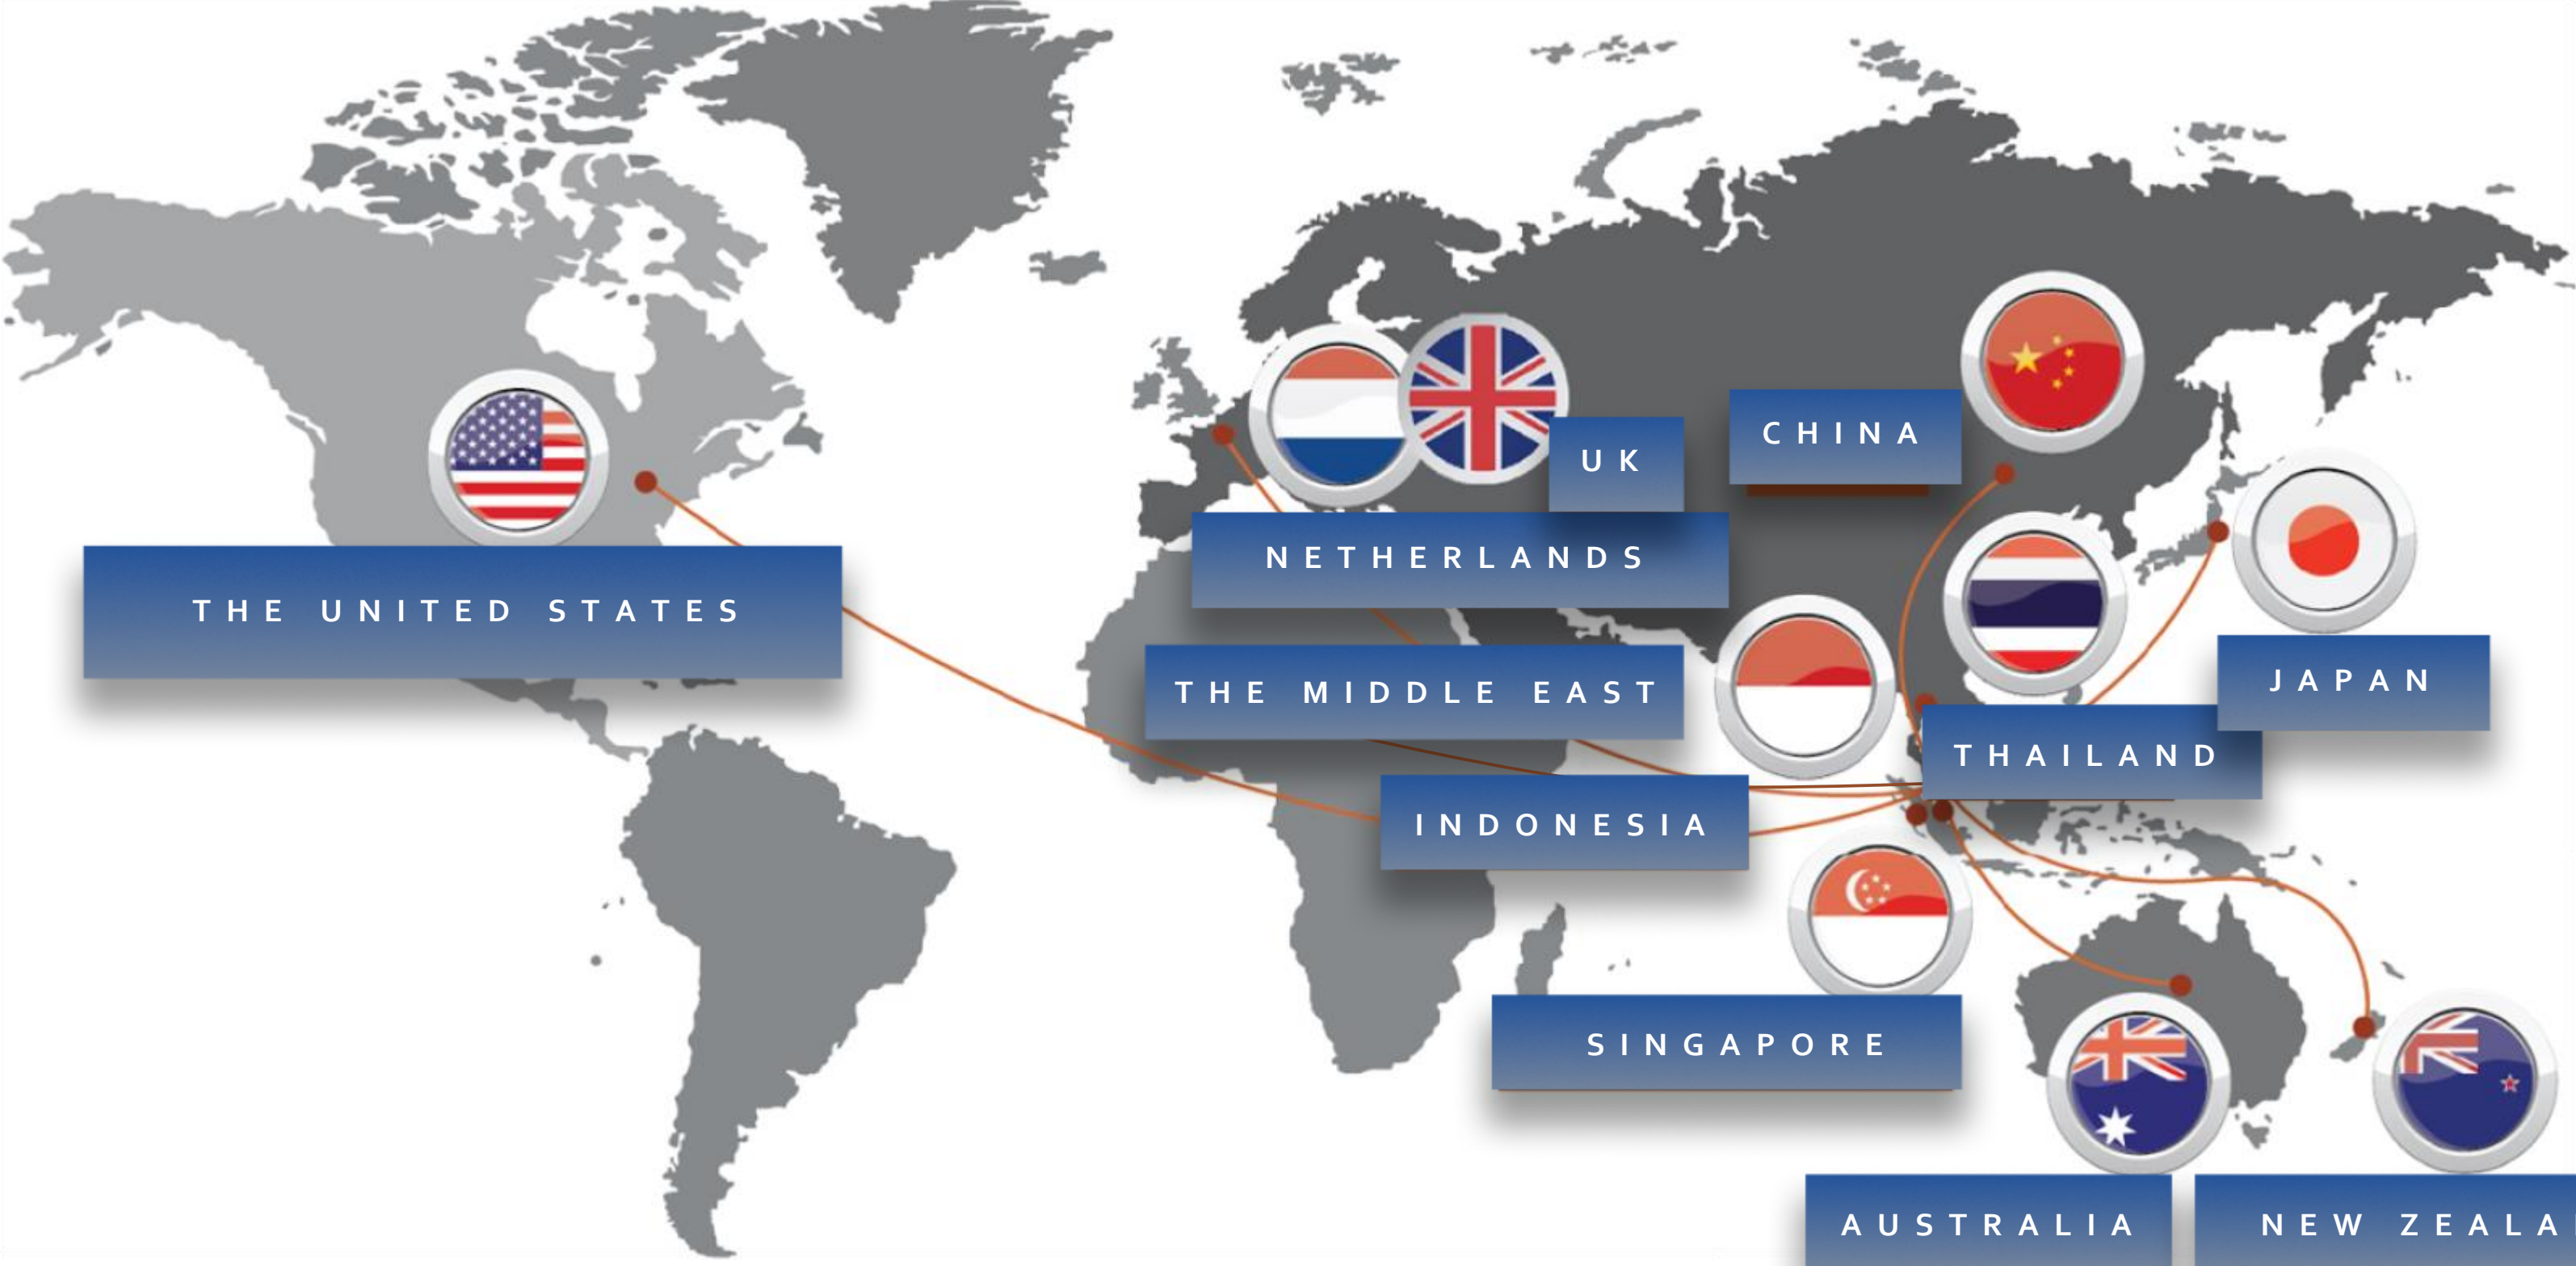 CHINA
UK
NETHERLANDS
THE UNITED STATES
JAPAN
THE MIDDLE EAST
THAILAND
INDONESIA
SINGAPORE
AUSTRALIA
NEW ZEALA